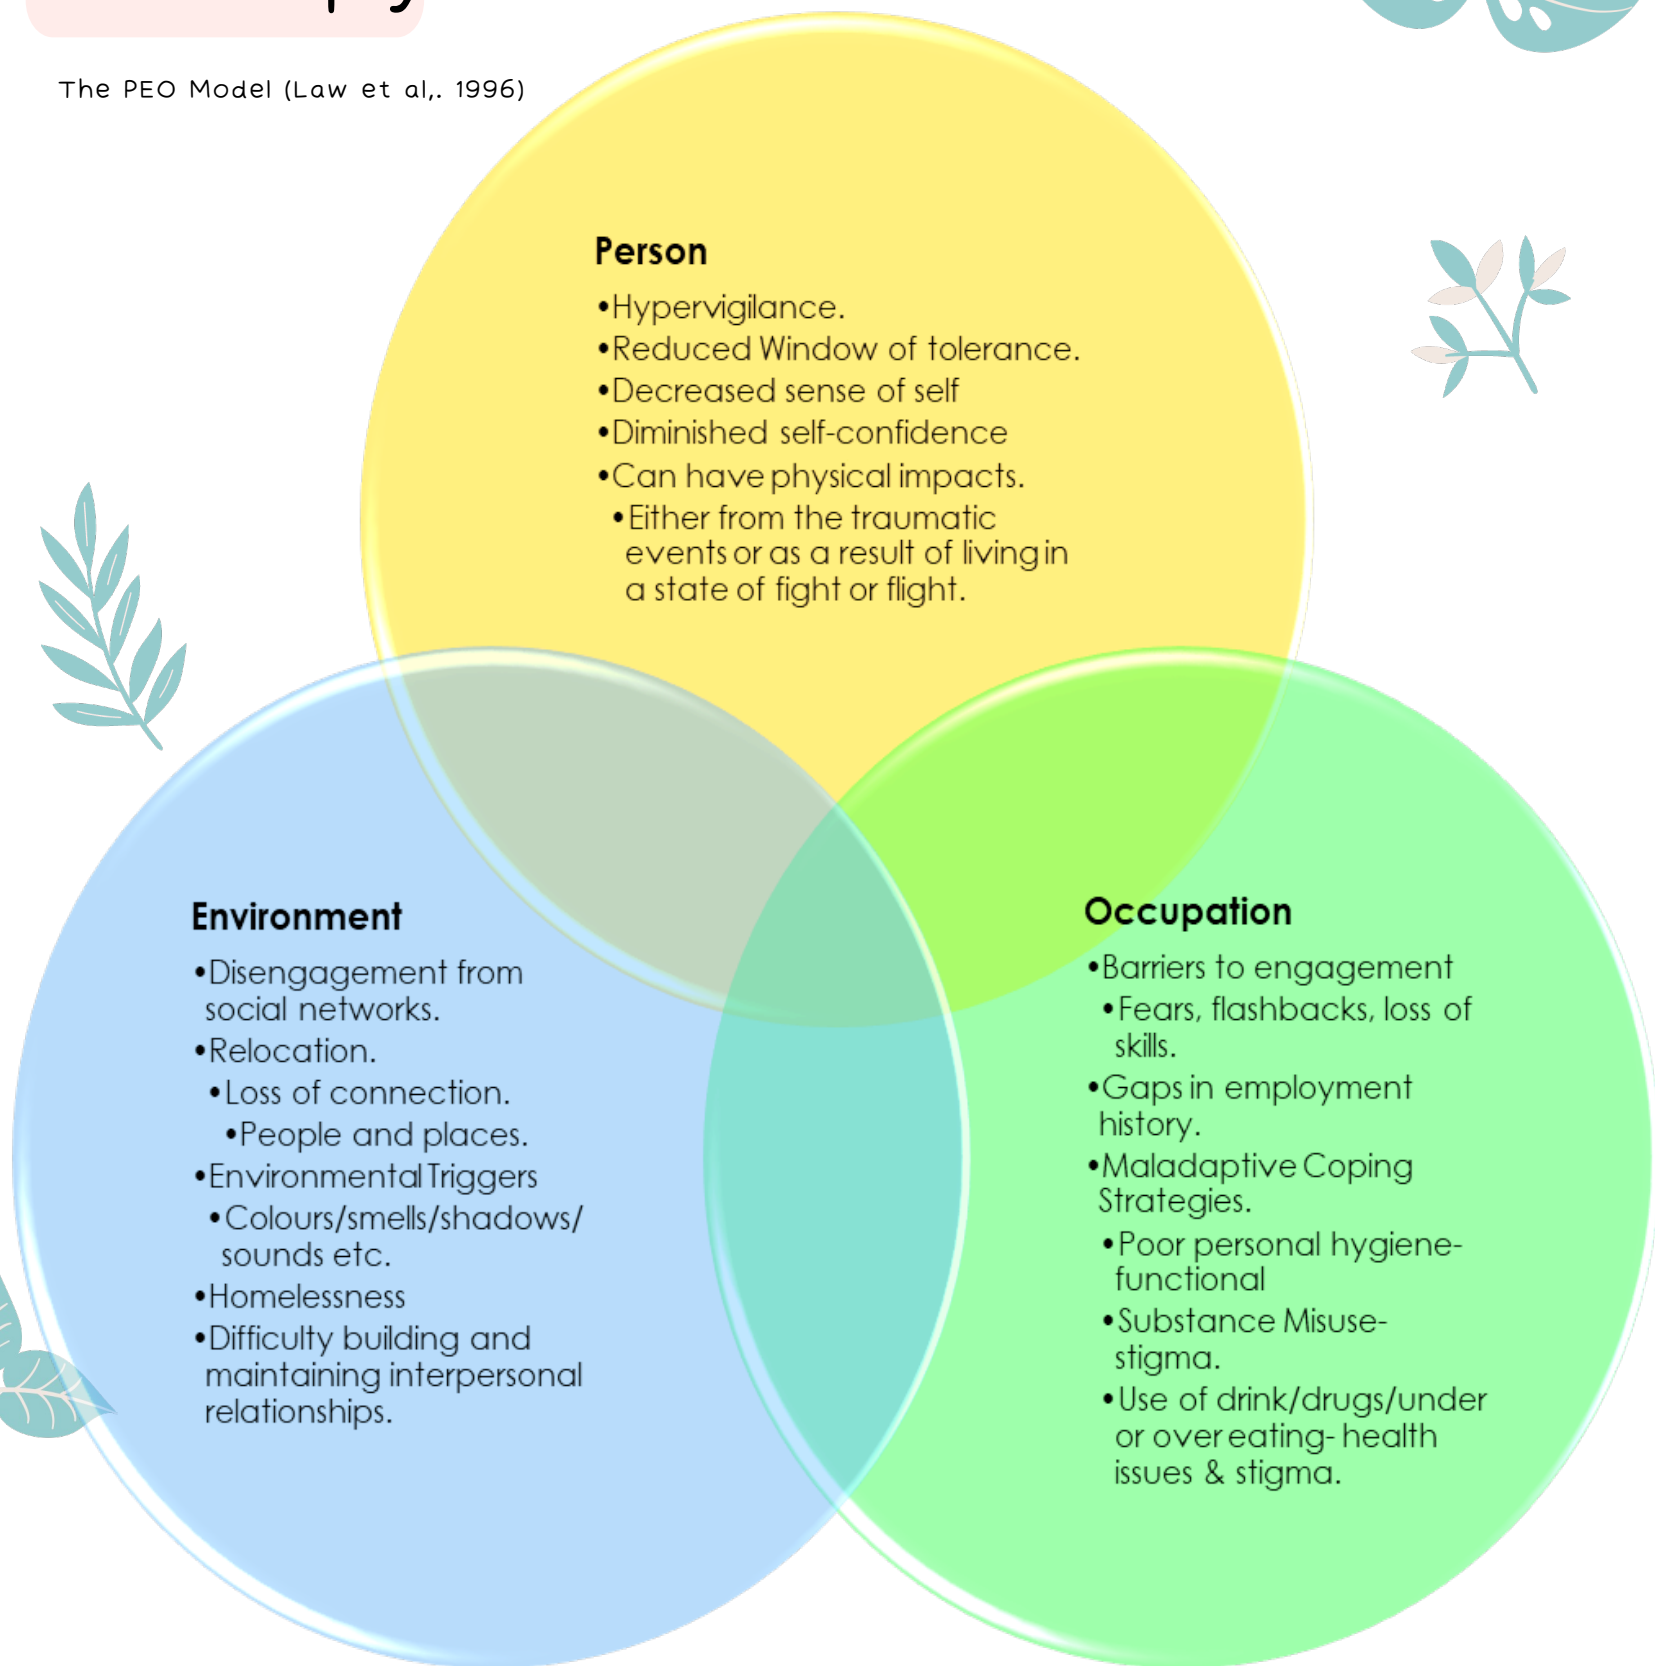 The PEO Model (Law et al,. 1996)
Person
•Hypervigilance.
•Reduced Window of tolerance.
•Decreased sense of self
•Diminished self-confidence
•Can have physical impacts.
•Either from the traumatic
events or as a result of living in
a state of fight or flight.
Environment
•Disengagement from
social networks.
•Relocation.
•Loss of connection.
•People and places.
•Environmental Triggers
•Colours/smells/shadows/
sounds etc.
•Homelessness
•Difficulty building and
maintaining interpersonal
relationships.
Occupation
•Barriers to engagement
•Fears, flashbacks, loss of
skills.
•Gaps in employment
history.
•Maladaptive Coping
Strategies.
•Poor personal hygiene-
functional
•Substance Misuse-
stigma.
•Use of drink/drugs/under
or over eating- health
issues & stigma.